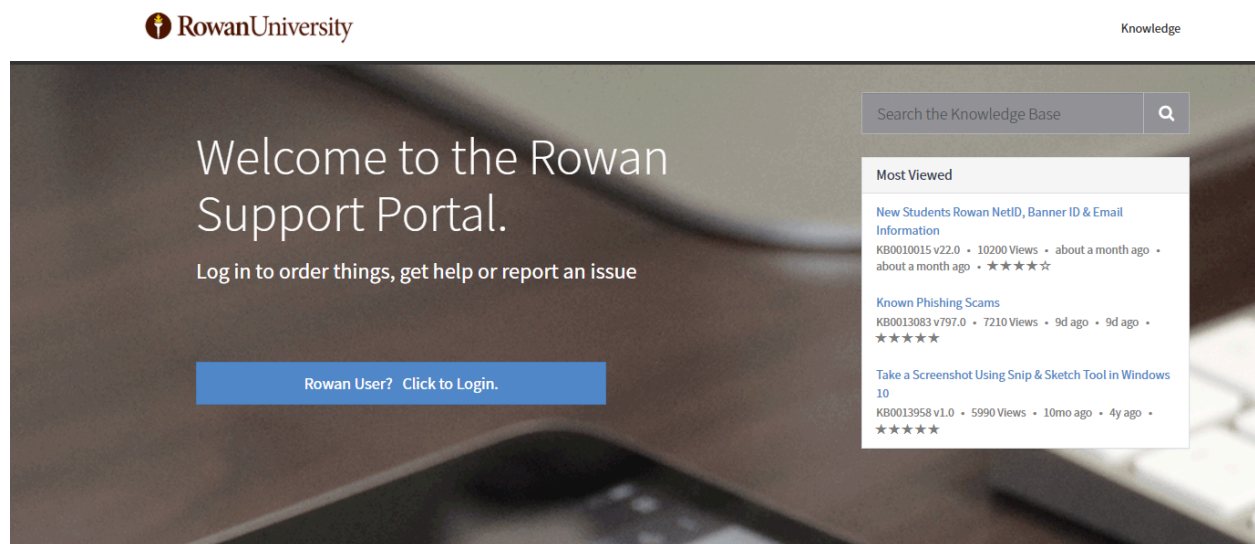 RowanUniversity
Knowledge
Welcome to the Rowan
Support Portal.
Log in to order things, get help or report an issue
Rowan User? Click to Login.
Search the Knowledge Base
Most Viewed
New Students Rowan NetID, Banner ID & Email
Information
KB0010015 v22.0 • 10200 Views • about a month ago •
about a month ago • ★★★★☆
Known Phishing Scams
KB0013083 v797.0 • 7210 Views • 9d ago • 9d ago •
★★★★★
Take a Screenshot Using Snip & Sketch Tool in Windows
10
KB0013958 v1.0 • 5990 Views • 10mo ago • 4y ago •
★★★★★